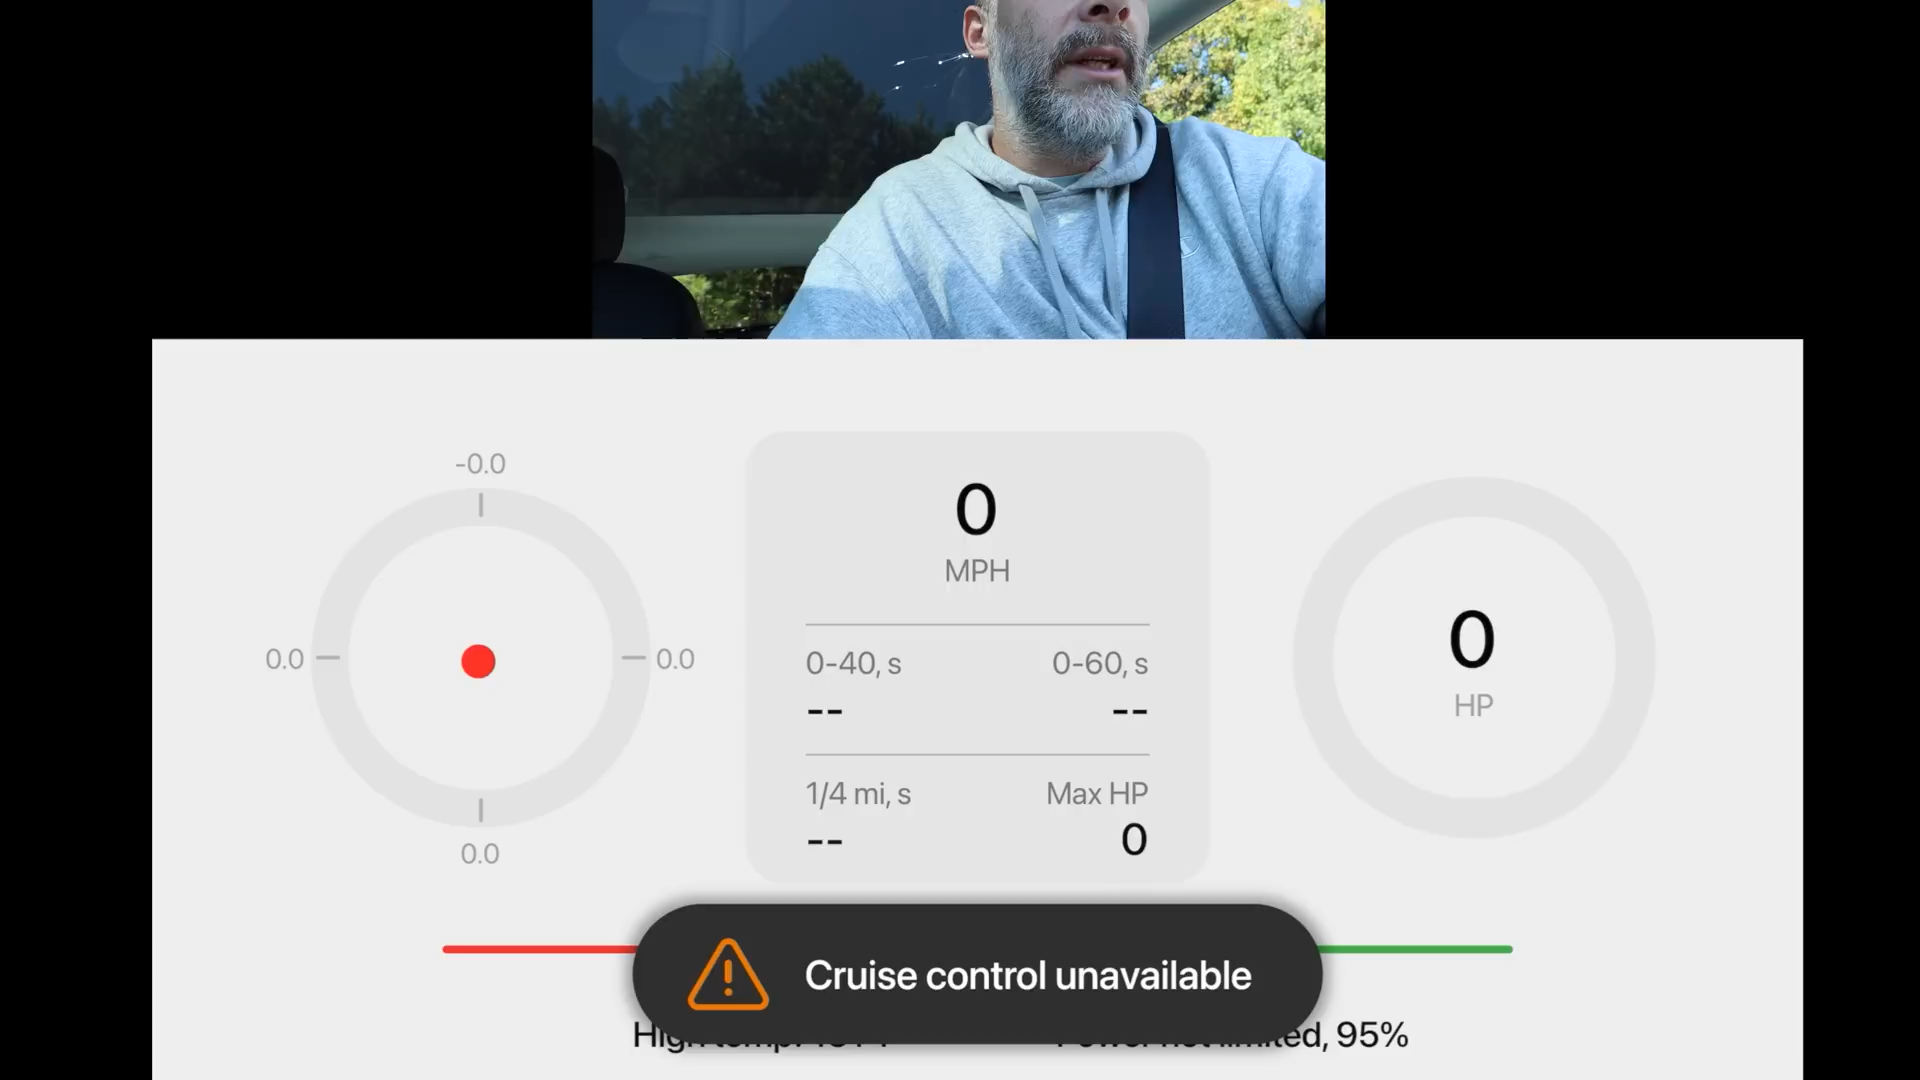 -0.0
0.0
0.0
0.0
0
MPH
0-40, s
0-60, s
--
--
1/4 mi, s
Max HP
--
0
0
HP
Cruise control unavailable
limited, 95%